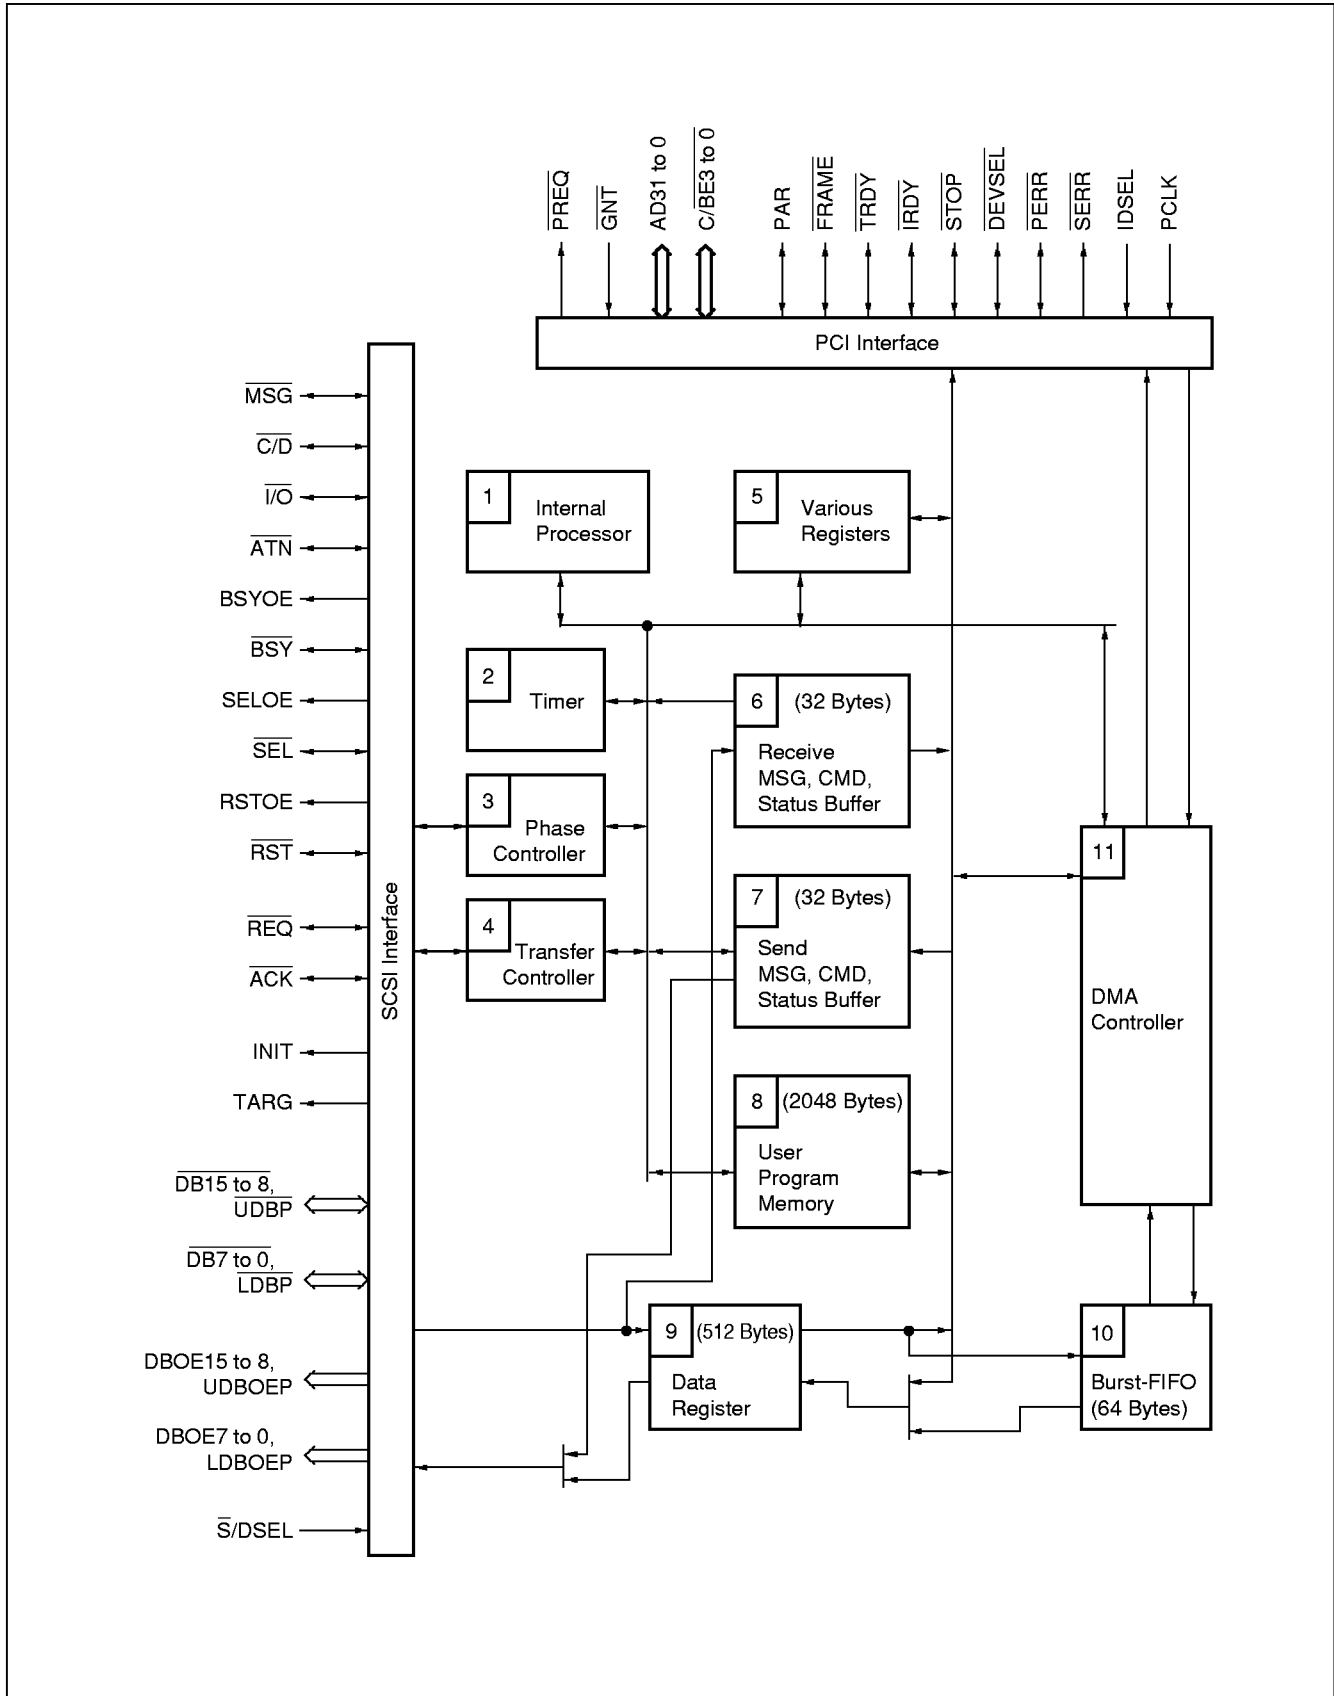 PREQ
GNT
AD31 to 0
C/BE3 to 0
PAR
FRAME
TRDY
IRDY
STOP
DEVSEL
PERR
SERR
IDSEL
PCLK
PCI Interface
MSG
C/D
I/O
ATN
BSYOE
BSY
SELOE
SEL
RSTOE
RST
REQ
ACK
INIT
TARG
DB15 to 8,
UDBP
DB7 to 0,
LDBP
DBOE15 to 8,
UDBOEP
DBOE7 to 0,
LDBOEP
S/DSEL
SCSI Interface
1
Internal
Processor
2
Timer
3
Phase
Controller
4
Transfer
Controller
5
Various
Registers
6 (32 Bytes)
Receive
MSG, CMD,
Status Buffer
7 (32 Bytes)
Send
MSG, CMD,
Status Buffer
8 (2048 Bytes)
User
Program
Memory
9 (512 Bytes)
Data
Register
10
Burst-FIFO
(64 Bytes)
11
DMA
Controller